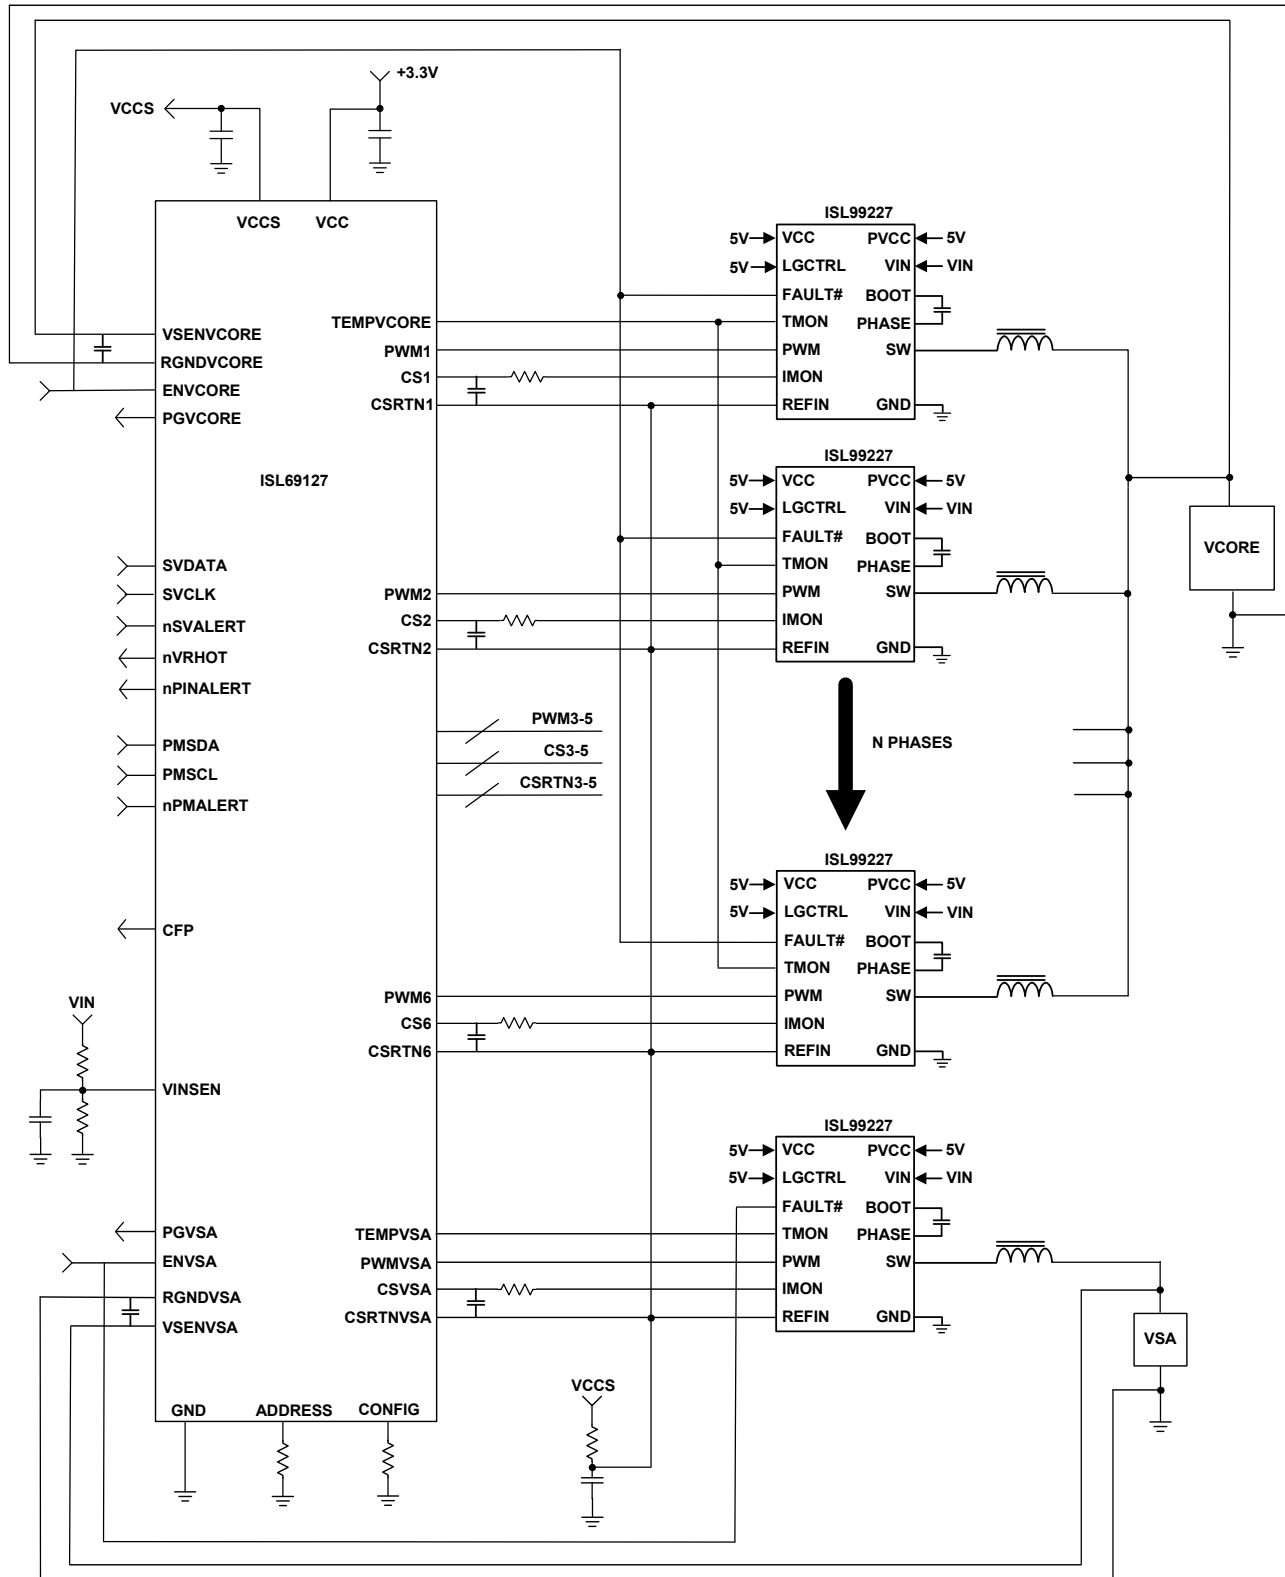 +3.3V
VCCS
VCCS VCC
VSENVCORE
RGNDVCORE
ENVCORE
PGVCORE
ISL69127
SVDATA
SVCLK
nSVALERT
nVRHOT
nPINALERT
PMSDA
PMSCL
nPMALERT
CFP
VIN
VINSEN
PGVSA
ENVSA
RGNDVSA
VSENVSA
GND ADDRESS CONFIG
TEMPVCORE
PWM1
CS1
CSRTN1
PWM2
CS2
CSRTN2
PWM3-5
CS3-5
CSRTN3-5
PWM6
CS6
CSRTN6
TEMPVSA
PWMVSA
CSVSA
CSRTNVSA
VCCS
ISL99227
5V VCC PVCC 5V
5V LGCTRL VIN VIN
FAULT# BOOT
TMON PHASE
PWM SW
IMON
REFIN GND
ISL99227
5V VCC PVCC 5V
5V LGCTRL VIN VIN
FAULT# BOOT
TMON PHASE
PWM SW
IMON
REFIN GND
N PHASES
ISL99227
5V VCC PVCC 5V
5V LGCTRL VIN VIN
FAULT# BOOT
TMON PHASE
PWM SW
IMON
REFIN GND
ISL99227
5V VCC PVCC 5V
5V LGCTRL VIN VIN
FAULT# BOOT
TMON PHASE
PWM SW
IMON
REFIN GND
VCORE
VSA